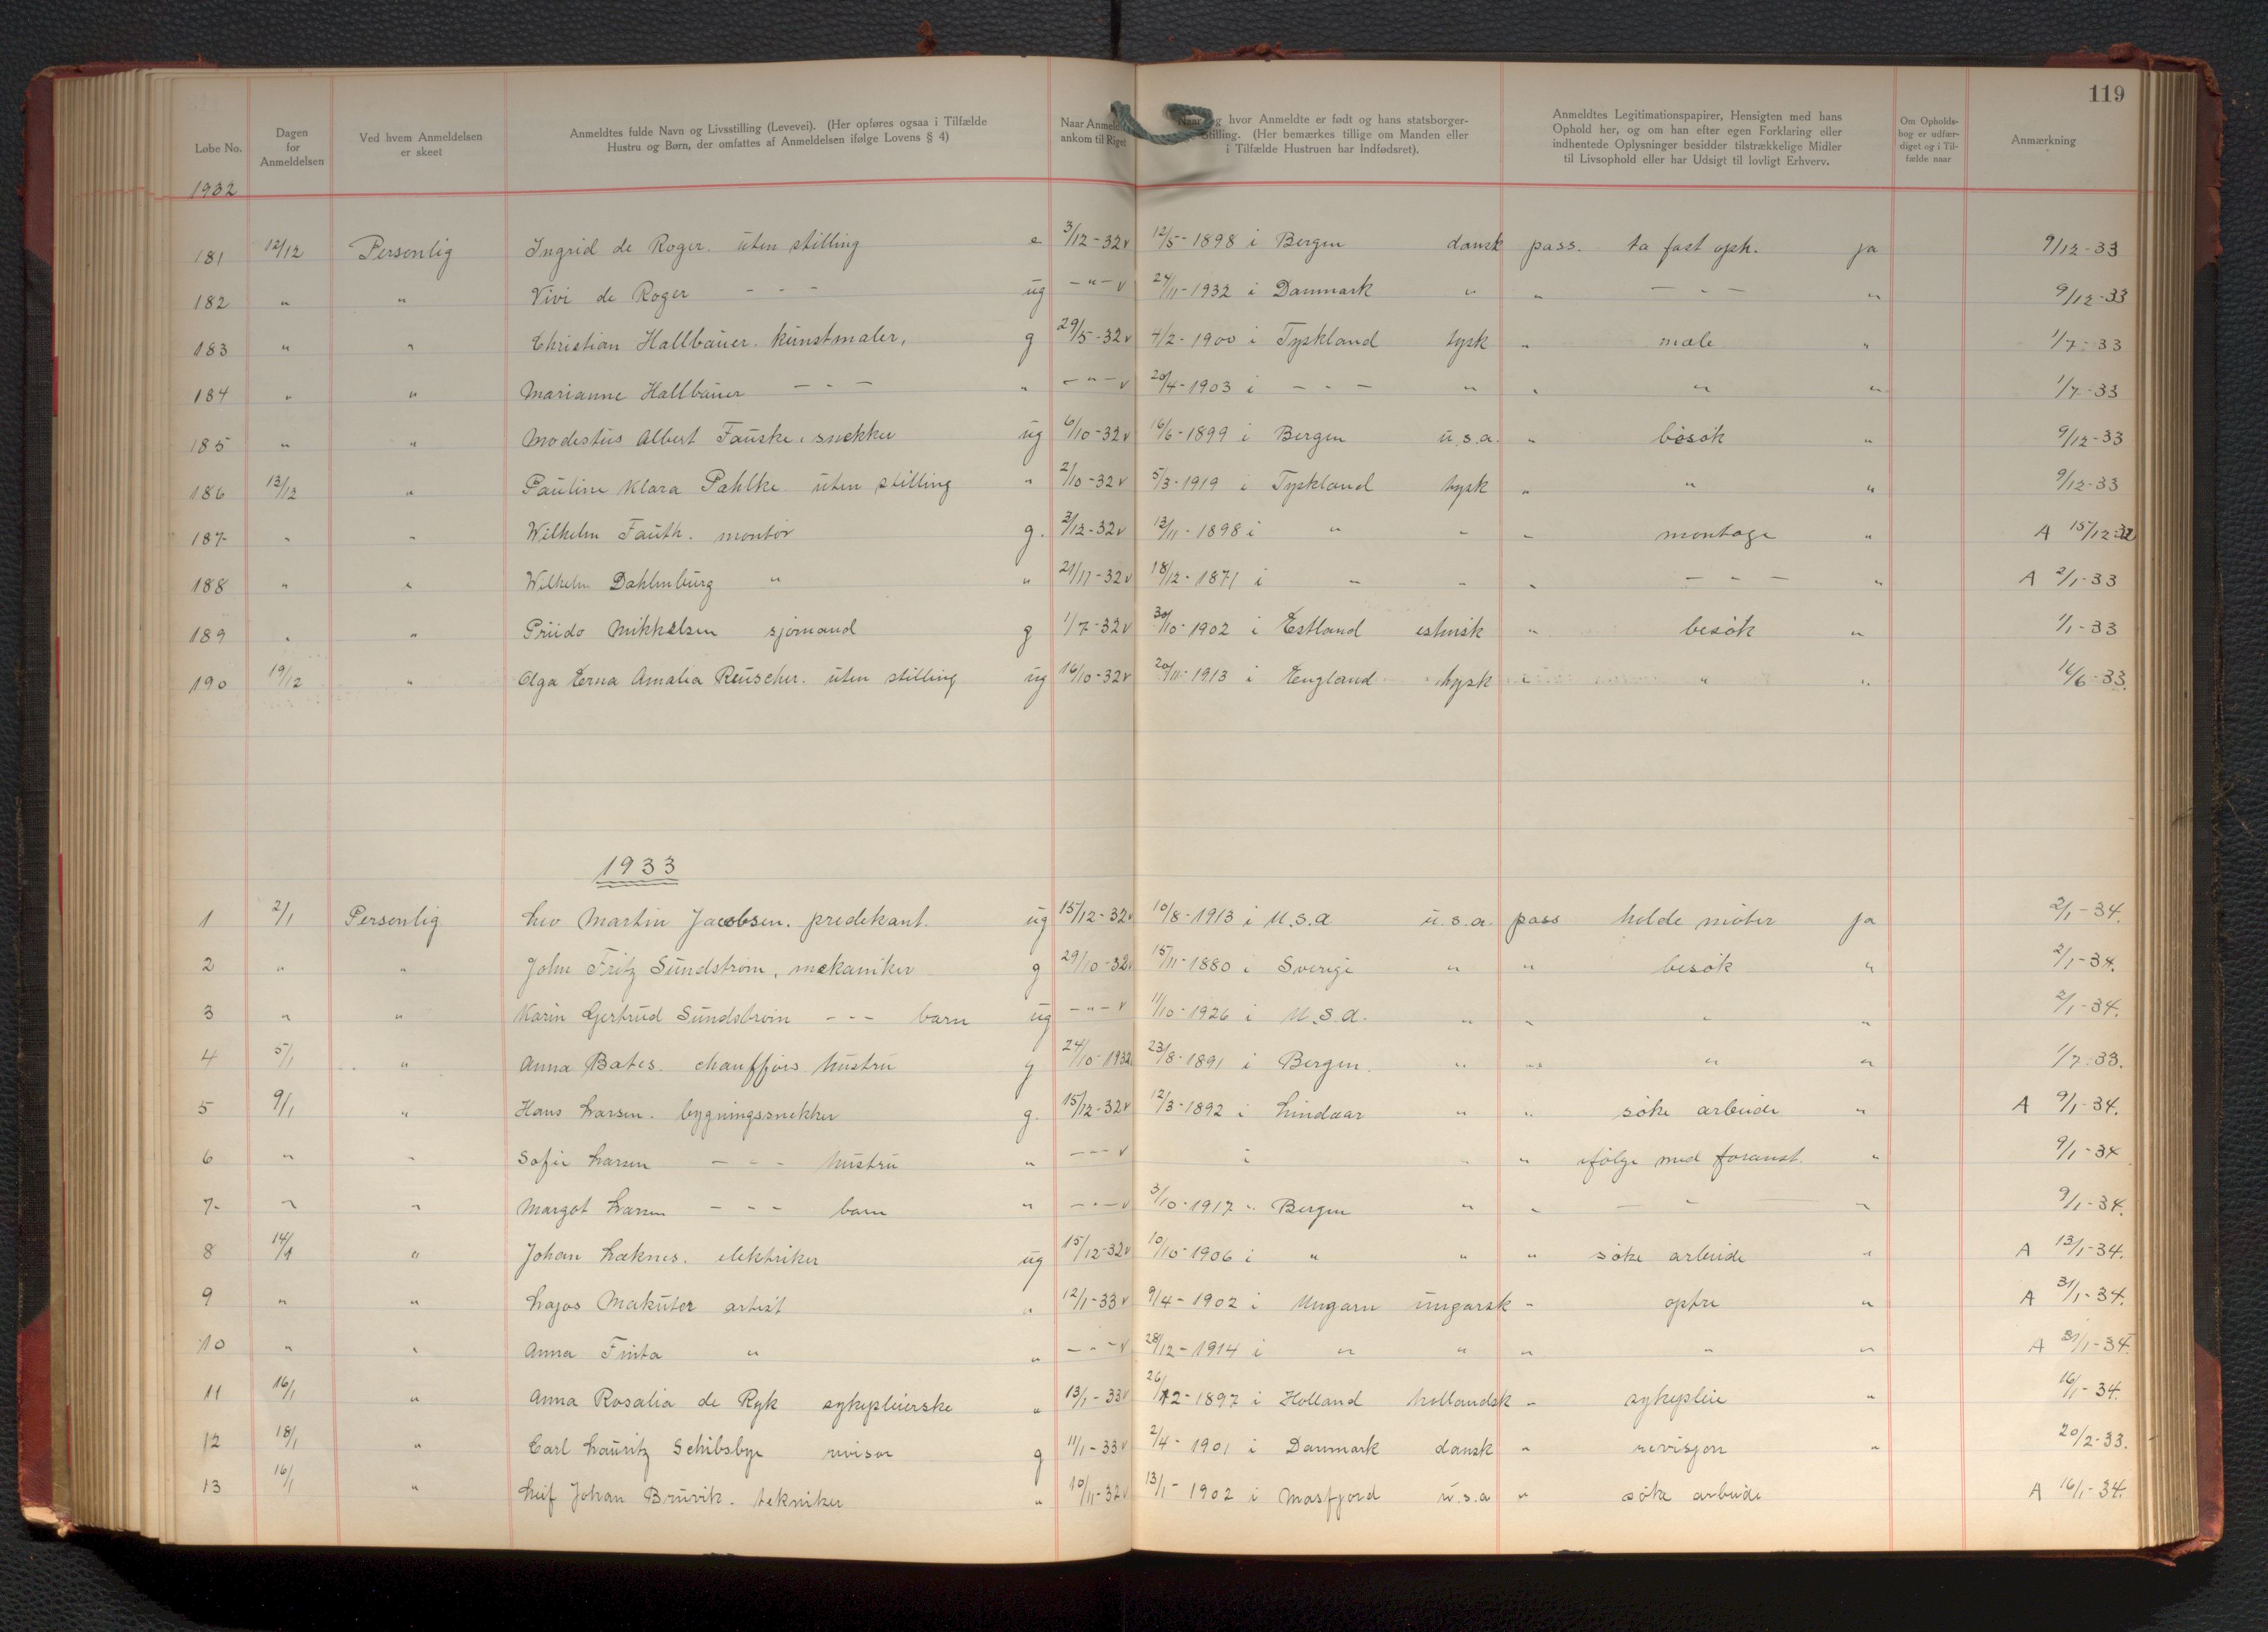 119
Løbe No.
Dagen for Anmeldelsen
Ved hvem Anmeldelsen er skeet
Anmeldtes fulde Navn og Livsstilling (Levevei). (Her opføres ogsaa i Tilfælde Hustru og Børn, der omfattes af Anmeldelsen ifølge Lovens § 4)
Naar Anmeldte ankom til Riget
Naar og hvor Anmeldte er født og hans statsborgerstilling. (Her bemærkes tillige om Manden eller i Tilfælde Hustruen har Indfødsret).
Anmeldtes Legitimationspapirer, Hensigten med hans Ophold her, og om han efter egen Forklaring eller indhentede Oplysninger besidder tilstrækkelige Midler til Livsophold eller har Udsigt til lovligt Erhverv.
Om Opholdsbog er udfærdiget og i Tilfælde naar
Anmærkning
1932
181 12/12 Personlig Ingrid de Roger. uten stilling e 3/12-32 v 12/5-1898 i Bergen dansk pass. ta fast oph. ja 9/12-33
182 " " Vivi de Roger - - - ug - " - v 24/11-1932 i Danmark " " - - - " 9/12-33
183 " " Christian Hallbauer. kunstmaler, g 29/5-32 v 4/2-1900 i Tyskland tysk " male " 1/7-33
184 " " Marianne Hallbauer - - - " - " - v 20/4-1903 i - - - " " " " 1/7-33
185 " " Modestus Albert Fauske, snekker ug 6/10-32 v 16/6-1899 i Bergen u.s.a. " besøk " 9/12-33
186 13/12 " Pauline Klara Pahlke uten stilling " 2/10-32 v 5/3-1919 i Tyskland tysk " " " 9/12-33
187 " " Wilhelm Fauth. montør g. 3/12-32 v 13/11-1898 i " " " montage " A 15/12-32
188 " " Wilhelm Dahlmburg " " 21/11-32 v 18/12-1871 i " " " - - - " A 2/1-33
189 " " Priido Mikkelsen sjømand g 1/7-32 v 30/10-1902 i Estland estnisk " besøk " 1/1-33
190 19/12 " Olga Erna Amalia Reuscher. uten stilling ug 16/10-32 v 20/11-1913 i England tysk " " " 16/6-33.
1933
1 2/1 Personlig Leo Martin Jacobsen. predekant. ug 15/12-32 v 10/8-1913 i U.S.A u.s.a. pass holde møter ja 2/1-34.
2 " " John Fritz Sundstrøm, mekaniker g 29/10-32 v 15/11-1880 i Sverige " " besøk " 2/1-34.
3 " " Karin Gertrud Sundstrøm - - - barn ug - " - v 11/10-1926 i U.S.A. " " " " 2/1-34.
4 5/1 " Anna Bates. chauffjørs hustru g 24/10-1932 23/8-1891 i Bergen. " " " " 1/7-33.
5 9/1 " Hans Larsen. bygningssnekker g. 15/12-32 v 12/3-1892 i Lindaar " " søke arbeide " A 9/1-34.
6 " " Sofie Larsen - - - hustru " - - - v i " " ifølge med foranst. " 9/1-34
7 " " Margot Larsen - - - barn " - - - v 3/10-1917 " Bergen " " - " - " 9/1-34.
8 14/1 " Johan Læknes. elektriker ug 15/12-32 v 10/10-1906 i " " " søke arbeide " A 13/1-34.
9 " " Lajos Makuter artist " 12/1-33 v 9/4-1902 i Ungarn ungarsk " optre " A 31/1-34.
10 " " Anna Finta " " - " - v 28/12-1914 i " " " " " A 31/1-34.
11 16/1 " Anna Rosalia de Ryk sykepleierske " 13/1-33 v 26/12-1897 i Holland hollandsk " sykepleie " 16/1-34.
12 18/1 " Carl Lauritz Schibsbye revisor g 11/1-33 v 2/4-1901 i Danmark dansk " revisjon " 20/2-33.
13 16/1 " Leif Johan Bruvik. tekniker " 10/11-32 v 13/1-1902 i Masfjord u.s.a " søke arbeide A 16/1-34.